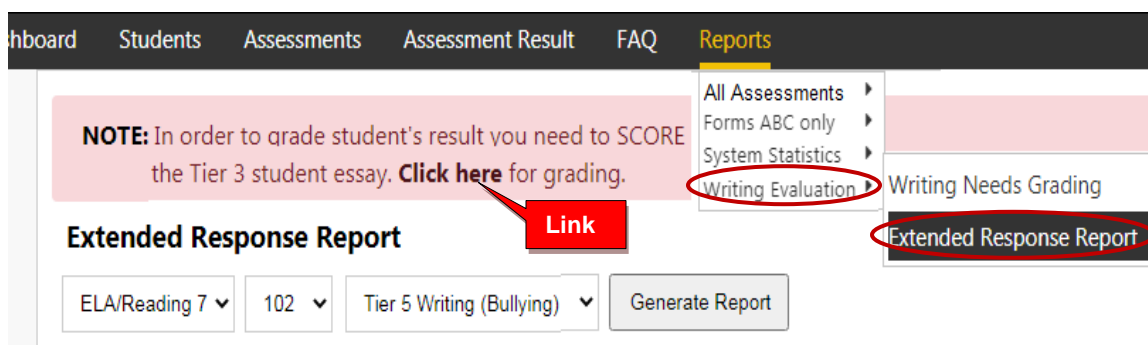 hboard Students Assessments Assessment Result FAQ Reports
All Assessments
Forms ABC only
System Statistics
Writing Evaluation
Writing Needs Grading
Extended Response Report
NOTE: In order to grade student's result you need to SCORE
the Tier 3 student essay. Click here for grading.
Link
Extended Response Report
ELA/Reading 7 102 Tier 5 Writing (Bullying) Generate Report